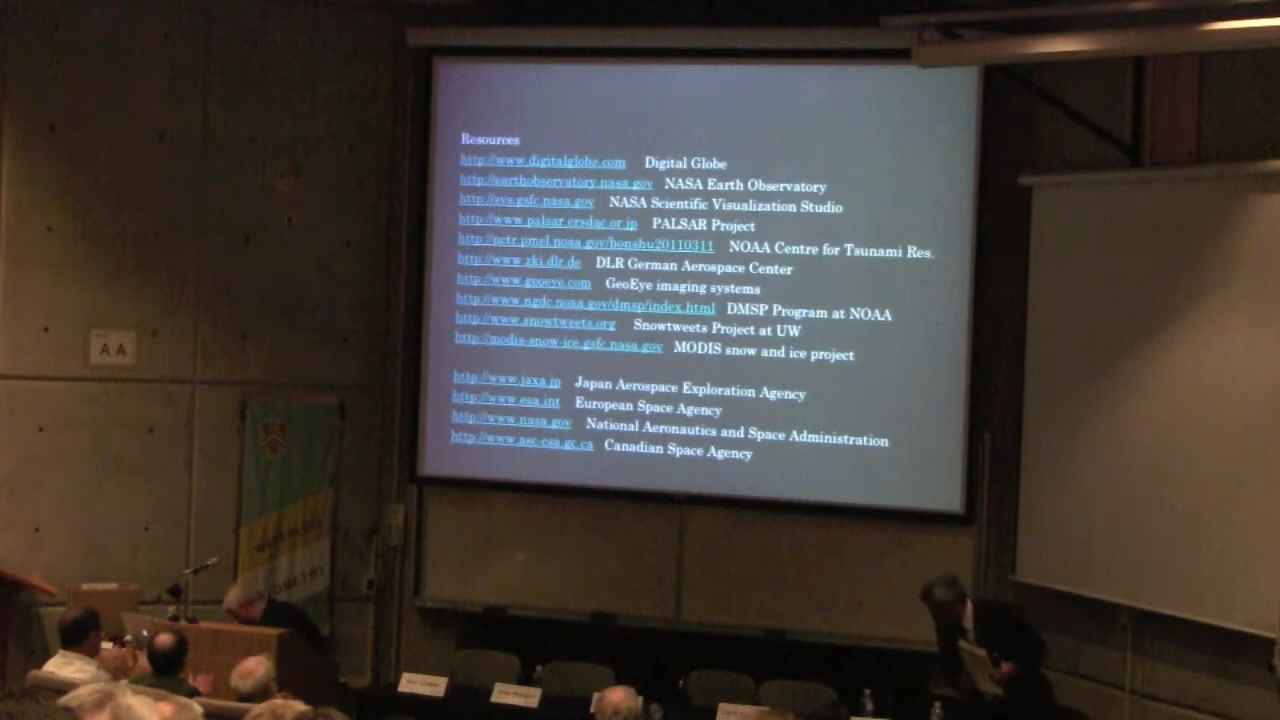 Resources
http://www.digitalglobe.com Digital Globe
http://earthobservatory.nasa.gov NASA Earth Observatory
http://svs.gsfc.nasa.gov NASA Scientific Visualization Studio
http://www.palsar.ersdac.or.jp PALSAR Project
http://nctr.pmel.noaa.gov/honshu20110311 NOAA Centre for Tsunami Res.
http://www.zki.dlr.de DLR German Aerospace Center
http://www.geoeye.com GeoEye imaging systems
http://www.ngdc.noaa.gov/dmsp/index.html DMSP Program at NOAA
http://www.snowtweets.org Snowtweets Project at UW
http://modis-snow-ice.gsfc.nasa.gov MODIS snow and ice project
http://www.jaxa.jp Japan Aerospace Exploration Agency
http://www.esa.int European Space Agency
http://www.nasa.gov National Aeronautics and Space Administration
http://www.asc-csa.gc.ca Canadian Space Agency
A A